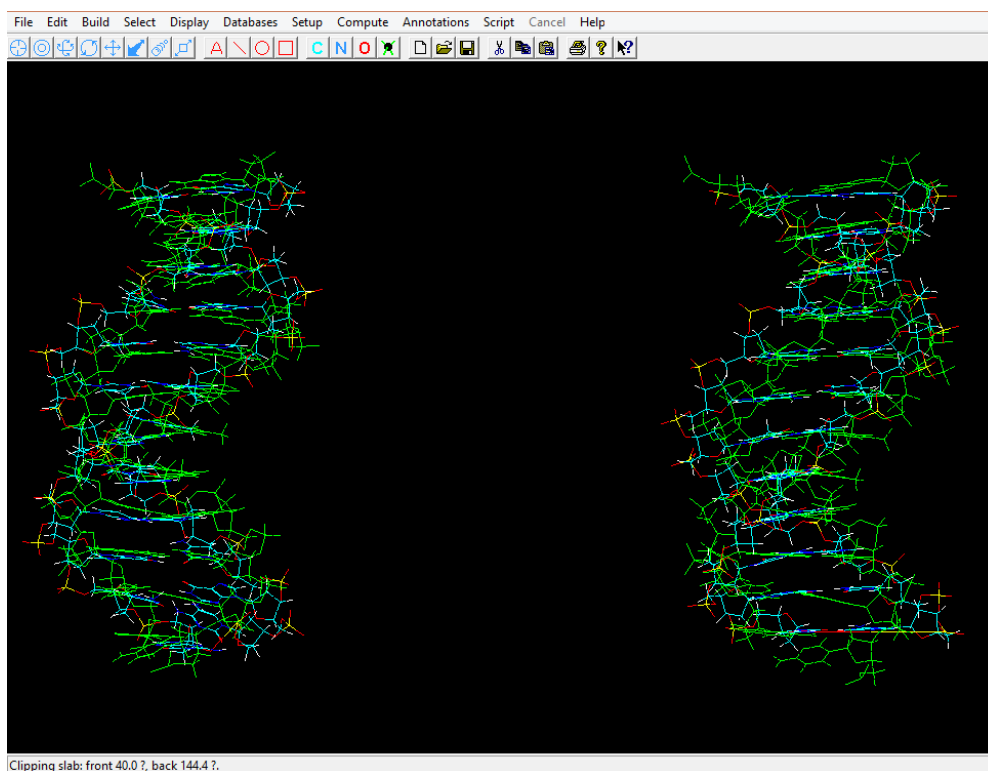 File Edit Build Select Display Databases Setup Compute Annotations Script Cancel Help
A C N O ? ?
Clipping slab: front 40.0 ?, back 144.4 ?.